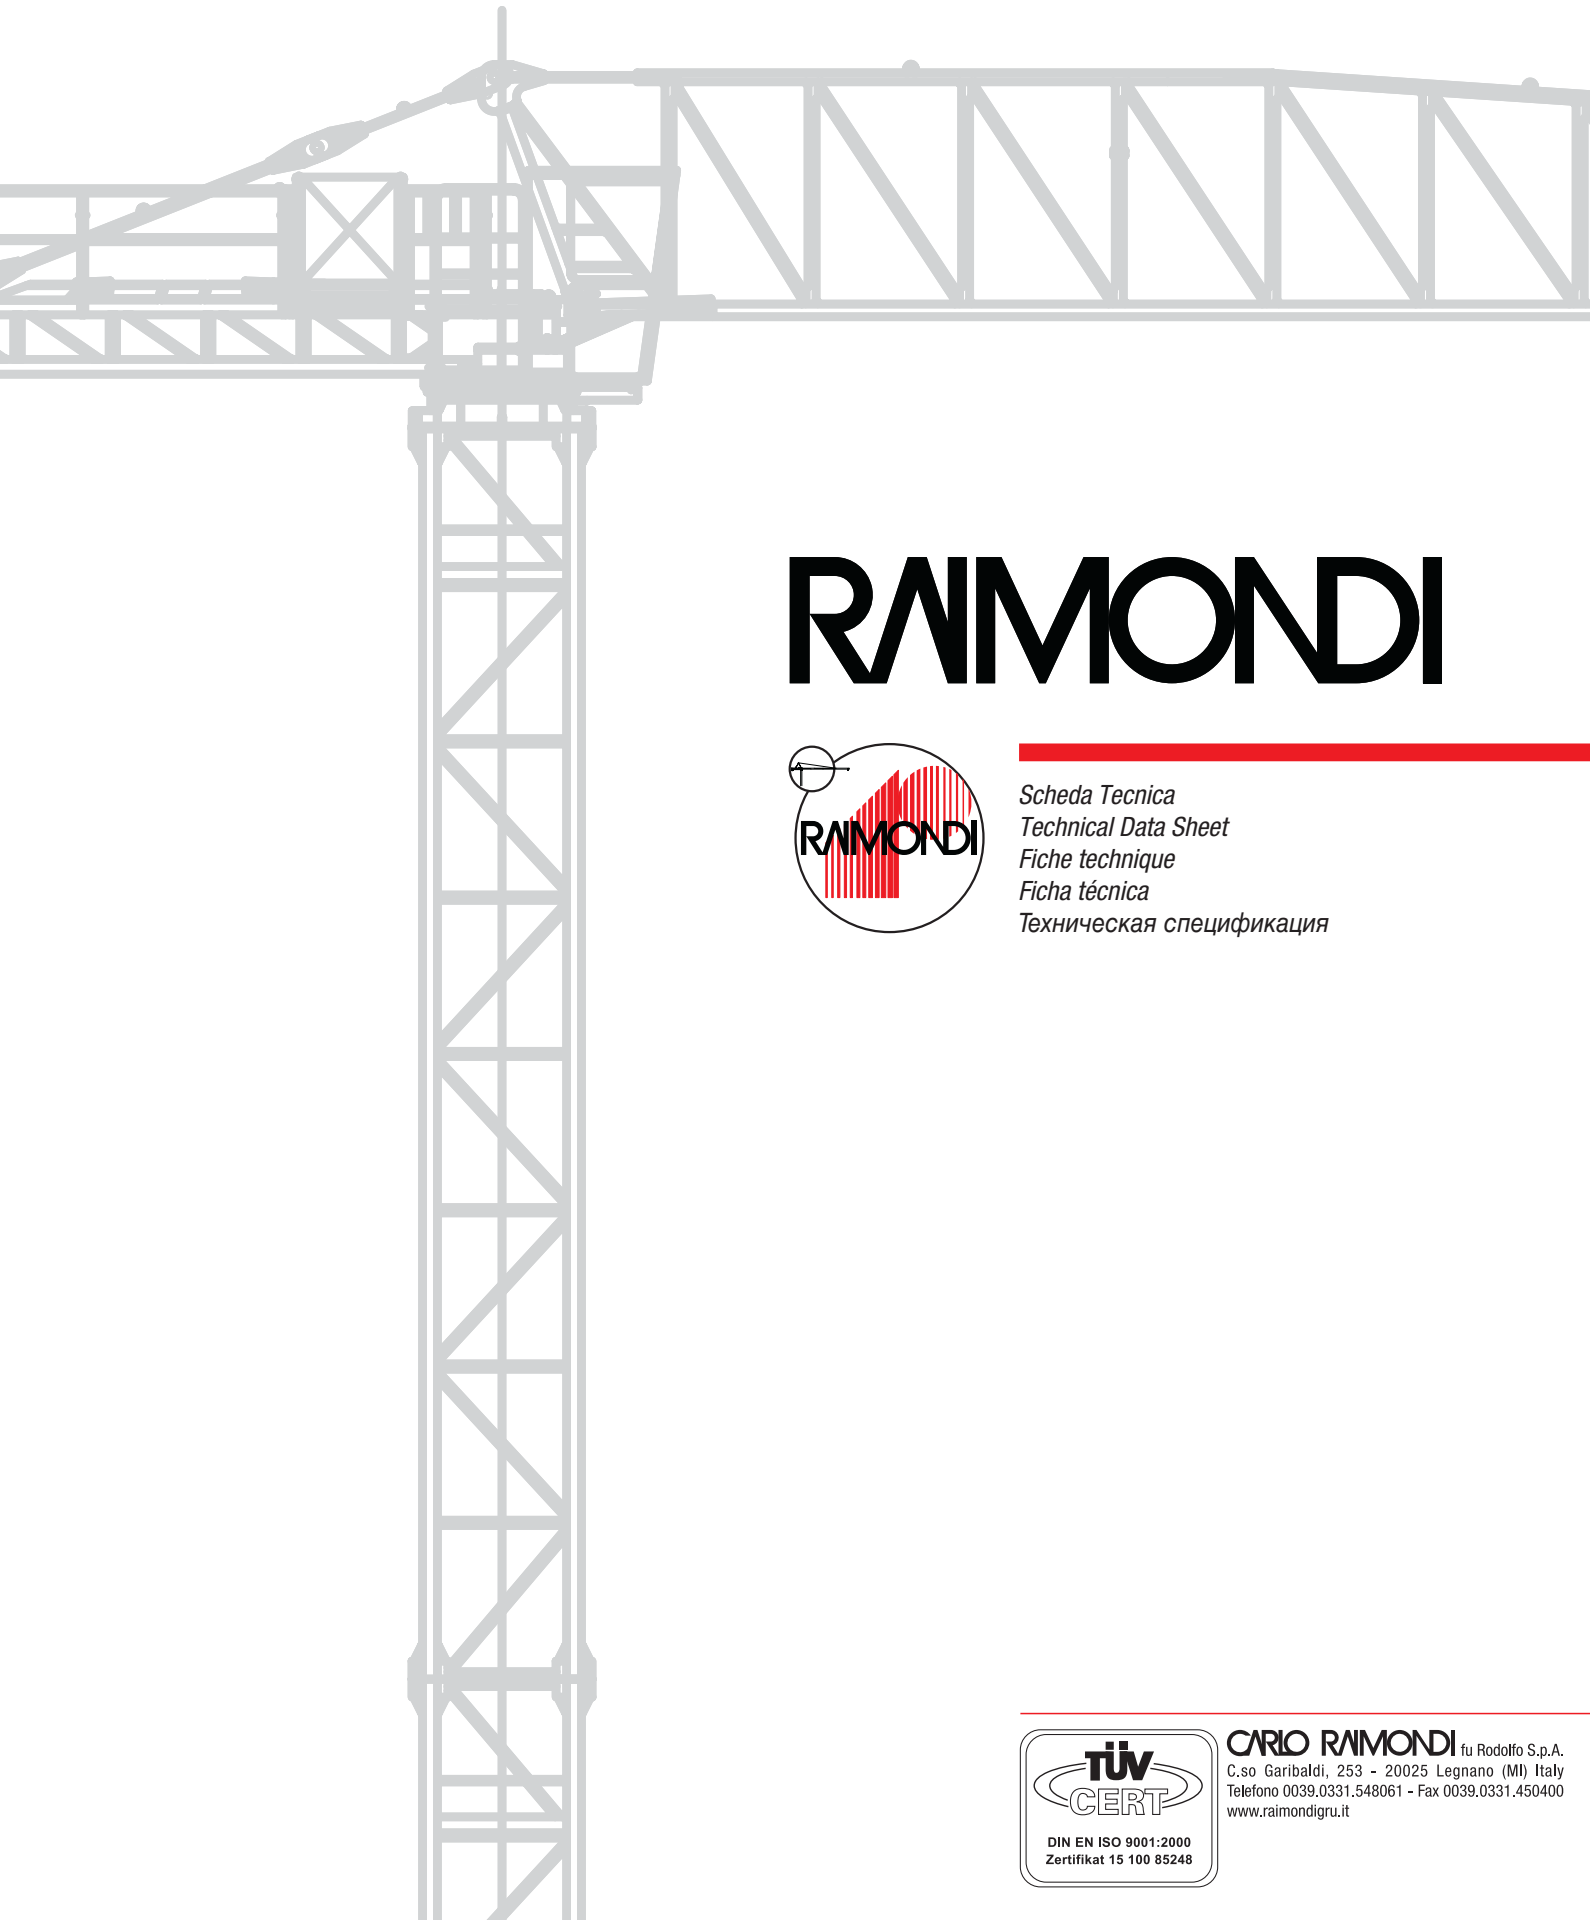 RAIMONDI
RAIMONDI
Scheda Tecnica
Technical Data Sheet
Fiche technique
Ficha técnica
Техническая спецификация
TÜV
CERT
DIN EN ISO 9001:2000
Zertifikat 15 100 85248
CARLO RAIMONDI fu Rodolfo S.p.A.
C.so Garibaldi, 253 - 20025 Legnano (MI) Italy
Telefono 0039.0331.548061 - Fax 0039.0331.450400
www.raimondigru.it